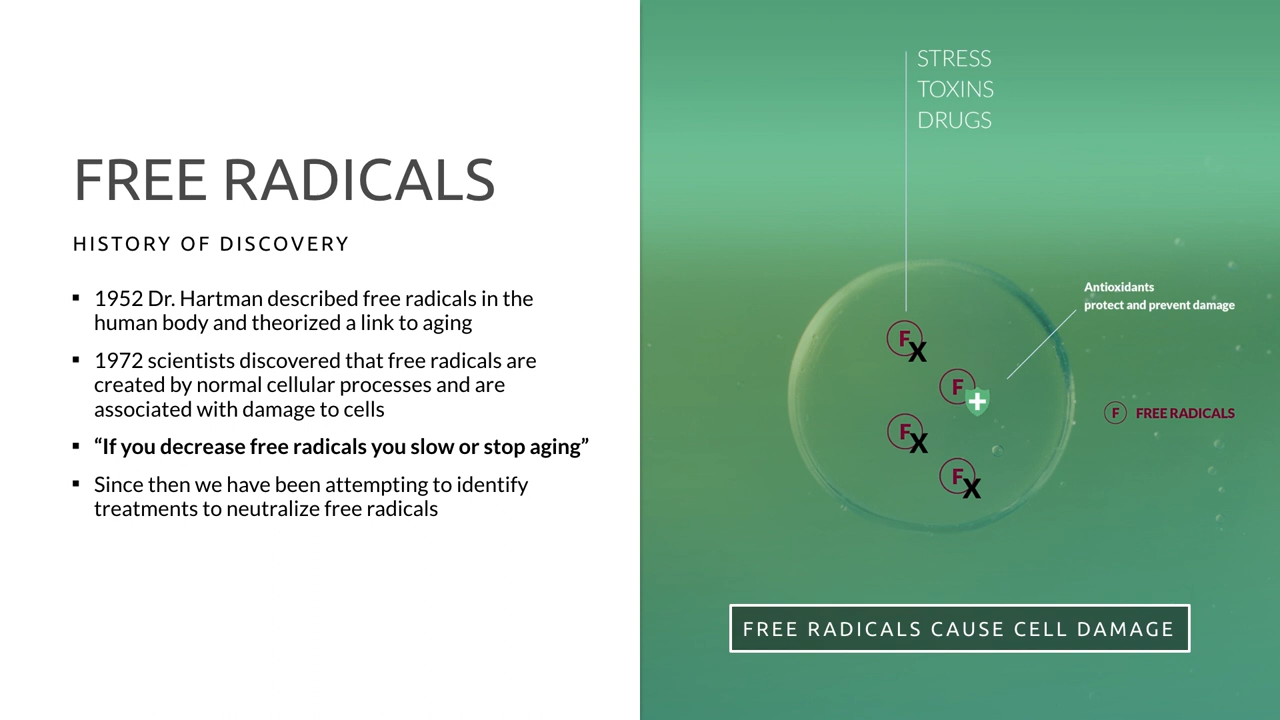 FREE RADICALS
HISTORY OF DISCOVERY
▪ 1952 Dr. Hartman described free radicals in the
human body and theorized a link to aging
▪ 1972 scientists discovered that free radicals are
created by normal cellular processes and are
associated with damage to cells
▪ “If you decrease free radicals you slow or stop aging”
▪ Since then we have been attempting to identify
treatments to neutralize free radicals
STRESS
TOXINS
DRUGS
Antioxidants
protect and prevent damage
F X
F
F FREE RADICALS
F X
F X
FREE RADICALS CAUSE CELL DAMAGE